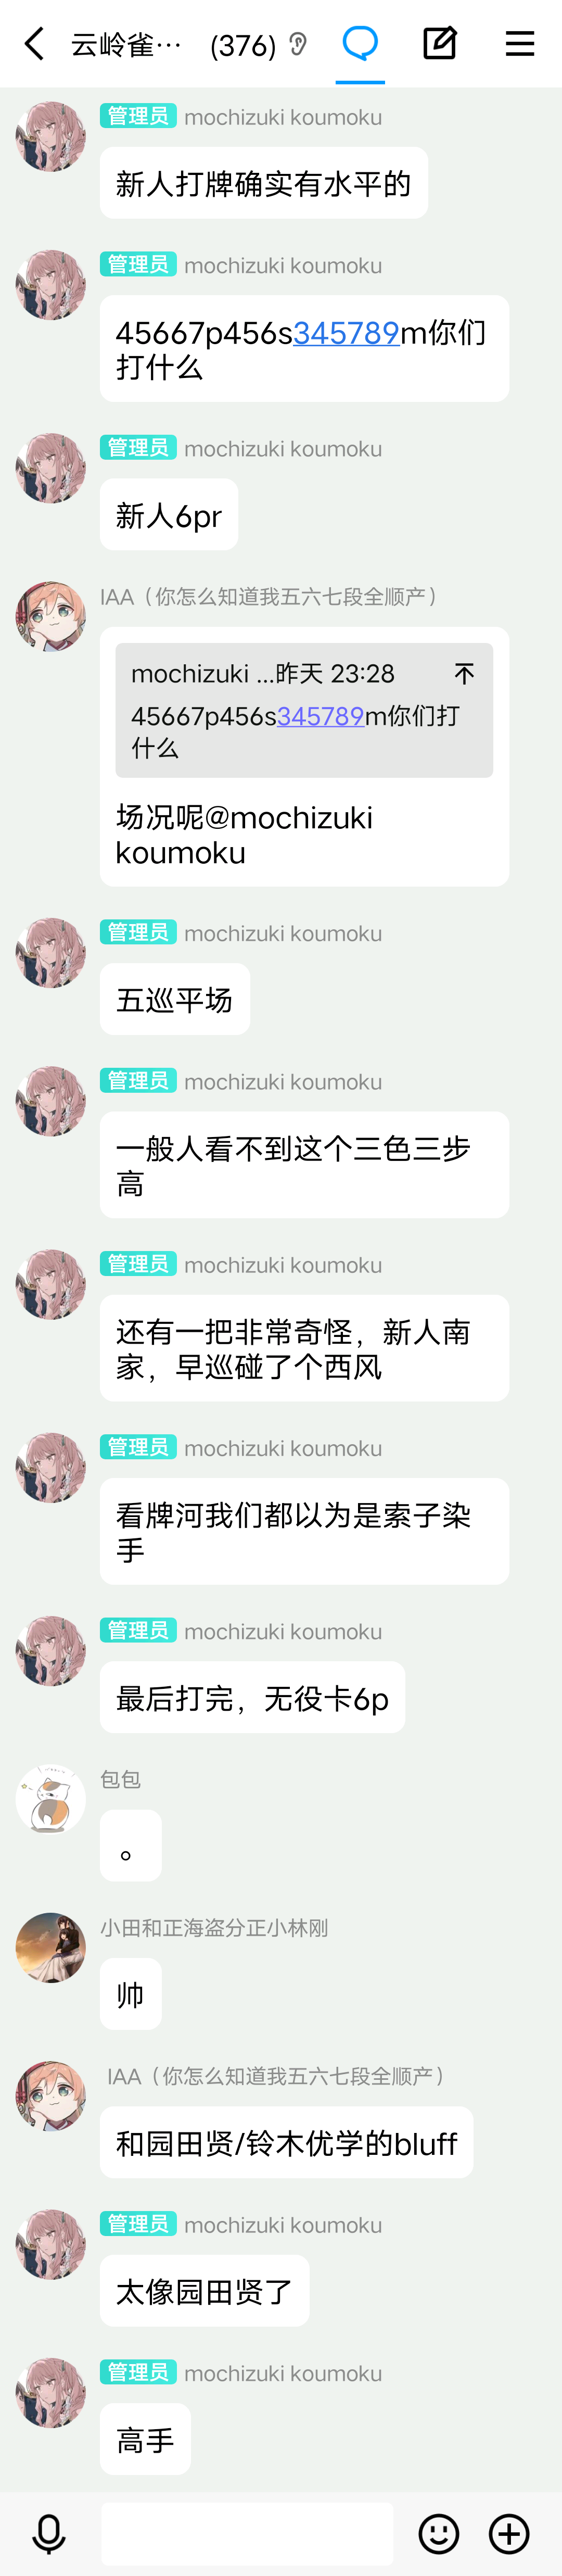 云岭雀… (376)
管理员 mochizuki koumoku
新人打牌确实有水平的
管理员 mochizuki koumoku
45667p456s345789m你们
打什么
管理员 mochizuki koumoku
新人6pr
IAA（你怎么知道我五六七段全顺产）
mochizuki ...昨天 23:28
45667p456s345789m你们打
什么
场况呢@mochizuki
koumoku
管理员 mochizuki koumoku
五巡平场
管理员 mochizuki koumoku
一般人看不到这个三色三步
高
管理员 mochizuki koumoku
还有一把非常奇怪，新人南
家，早巡碰了个西风
管理员 mochizuki koumoku
看牌河我们都以为是索子染
手
管理员 mochizuki koumoku
最后打完，无役卡6p
包包
。
小田和正海盗分正小林刚
帅
IAA（你怎么知道我五六七段全顺产）
和园田贤/铃木优学的bluff
管理员 mochizuki koumoku
太像园田贤了
管理员 mochizuki koumoku
高手